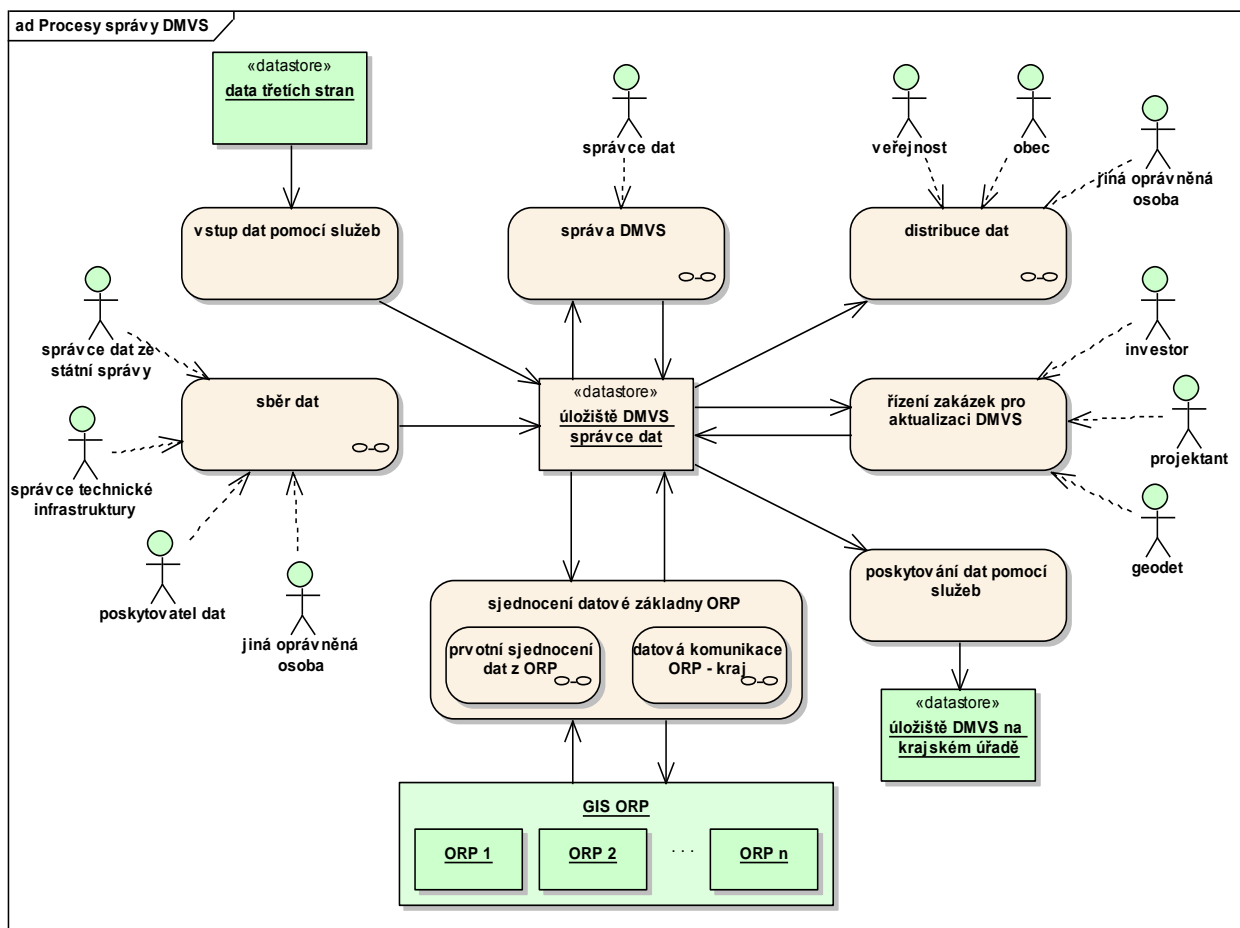 ad Procesy správy DMVS
«datastore»
data třetích stran
správce dat
veřejnost
obec
jiná oprávněná
osoba
vstup dat pomocí služeb
správa DMVS
distribuce dat
správce dat ze
státní správy
investor
sběr dat
«datastore»
úložiště DMVS
správce dat
řízení zakázek pro
aktualizaci DMVS
projektant
správce technické
infrastruktury
geodet
poskytovatel dat
jiná oprávněná
osoba
sjednocení datové základny ORP
prvotní sjednocení
dat z ORP
datová komunikace
ORP - kraj
poskytování dat pomocí
služeb
«datastore»
úložiště DMVS na
krajském úřadě
GIS ORP
ORP 1
ORP 2
...
ORP n